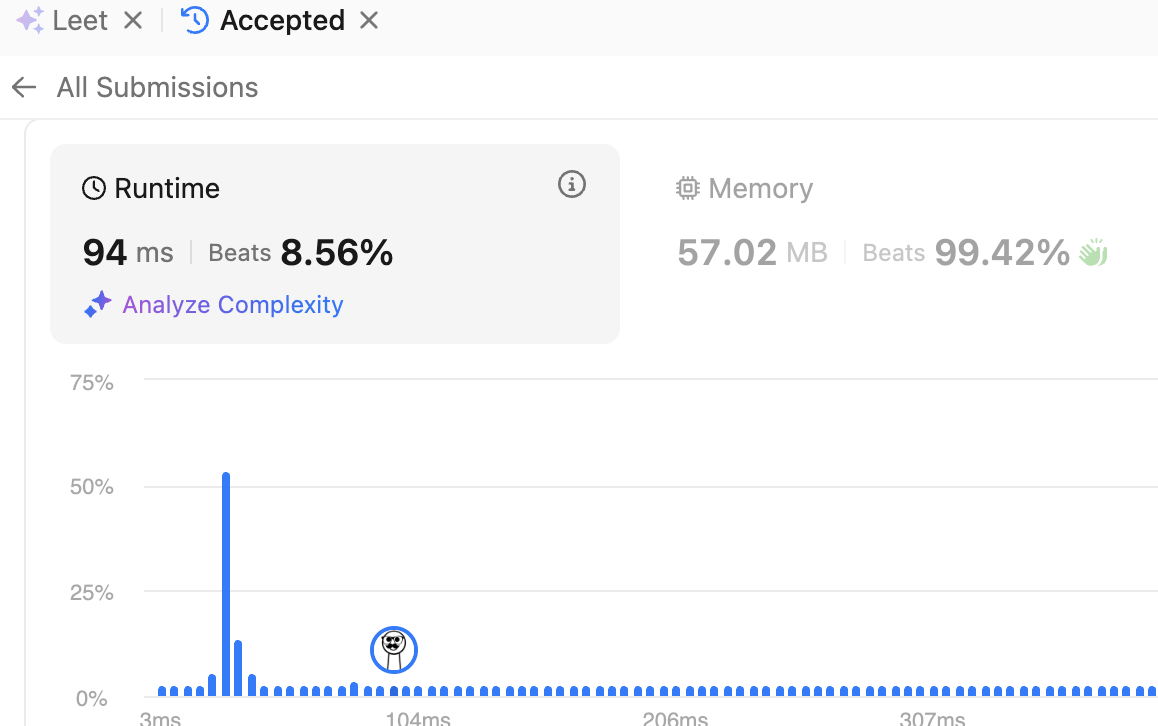 Leet
Accepted
All Submissions
Runtime
94 ms
Beats 8.56%
Analyze Complexity
Memory
57.02 MB
Beats 99.42%
75%
50%
25%
0%
3ms 104ms 206ms 307ms